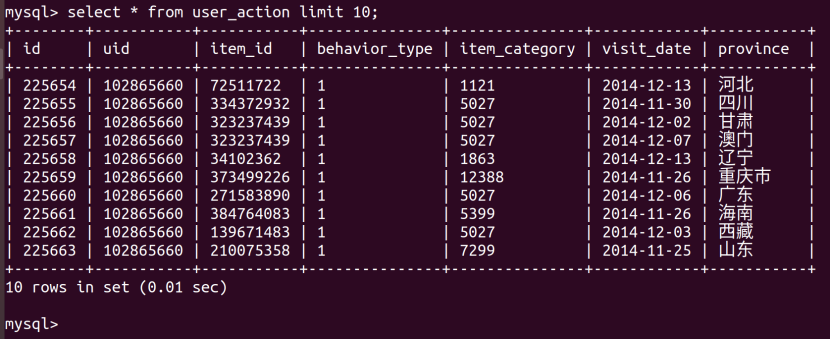 mysql> select * from user_action limit 10;
+--------+-----------+-----------+---------------+---------------+------------+-----------+
| id     | uid       | item_id   | behavior_type | item_category | visit_date | province  |
+--------+-----------+-----------+---------------+---------------+------------+-----------+
| 225654 | 102865660 | 72511722  | 1             | 1121          | 2014-12-13 | 河北      |
| 225655 | 102865660 | 334372932 | 1             | 5027          | 2014-11-30 | 四川      |
| 225656 | 102865660 | 323237439 | 1             | 5027          | 2014-12-02 | 甘肃      |
| 225657 | 102865660 | 323237439 | 1             | 5027          | 2014-12-07 | 澳门      |
| 225658 | 102865660 | 34102362  | 1             | 1863          | 2014-12-13 | 辽宁      |
| 225659 | 102865660 | 373499226 | 1             | 12388         | 2014-11-26 | 重庆市    |
| 225660 | 102865660 | 271583890 | 1             | 5027          | 2014-12-06 | 广东      |
| 225661 | 102865660 | 384764083 | 1             | 5399          | 2014-11-26 | 海南      |
| 225662 | 102865660 | 139671483 | 1             | 5027          | 2014-12-03 | 西藏      |
| 225663 | 102865660 | 210075358 | 1             | 7299          | 2014-11-25 | 山东      |
+--------+-----------+-----------+---------------+---------------+------------+-----------+
10 rows in set (0.01 sec)
mysql>